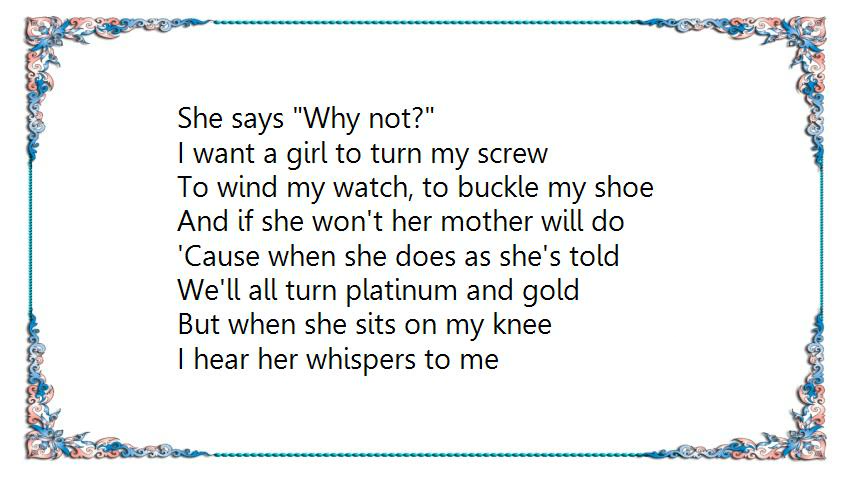 She says "Why not?"
I want a girl to turn my screw
To wind my watch, to buckle my shoe
And if she won't her mother will do
'Cause when she does as she's told
We'll all turn platinum and gold
But when she sits on my knee
I hear her whispers to me